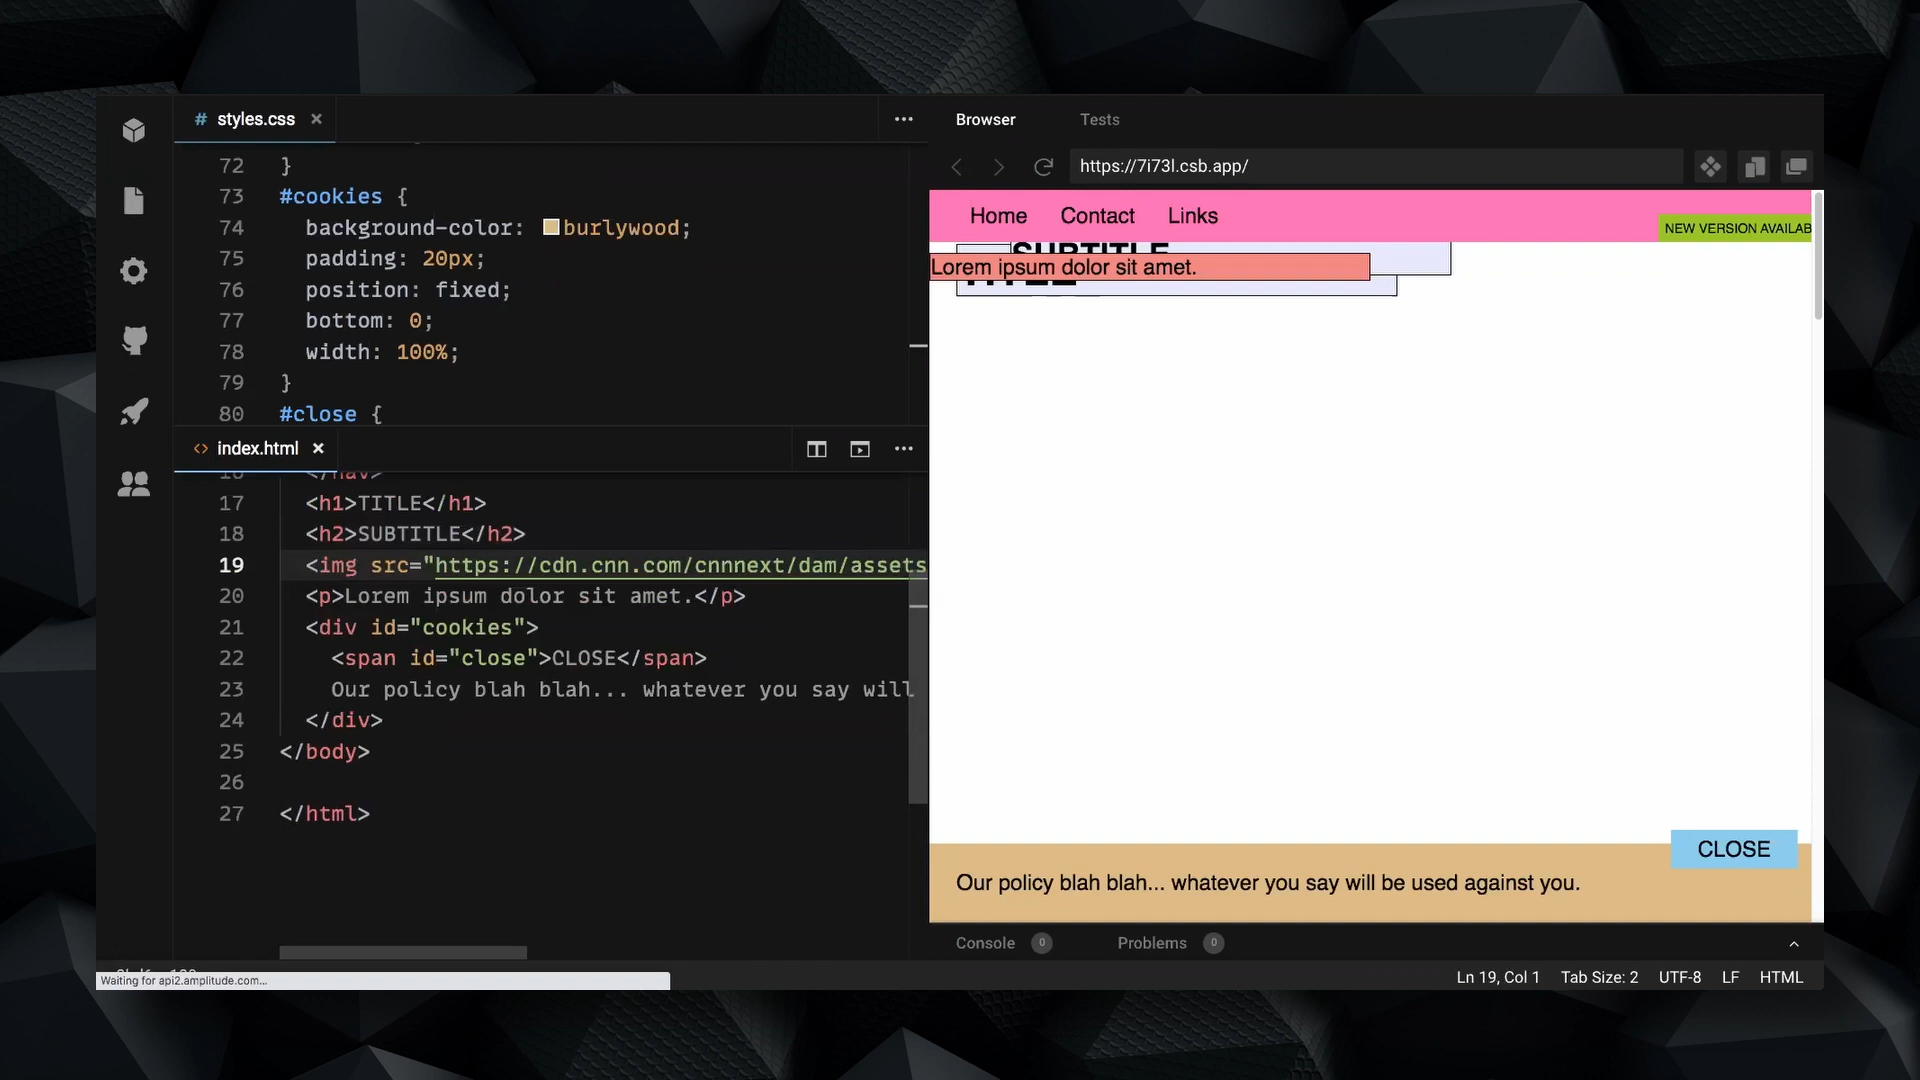 # styles.css ×
72 }
73 #cookies {
74 background-color: burlywood;
75 padding: 20px;
76 position: fixed;
77 bottom: 0;
78 width: 100%;
79 }
80 #close {
<> index.html ×
17 <h1>TITLE</h1>
18 <h2>SUBTITLE</h2>
19 <img src="https://cdn.cnn.com/cnnnext/dam/assets
20 <p>Lorem ipsum dolor sit amet.</p>
21 <div id="cookies">
22 <span id="close">CLOSE</span>
23 Our policy blah blah... whatever you say will
24 </div>
25 </body>
26
27 </html>
Waiting for api2.amplitude.com...
Browser Tests
https://7i73l.csb.app/
Home Contact Links
NEW VERSION AVAILAB
SUBTITLE
Lorem ipsum dolor sit amet.
TITLE
CLOSE
Our policy blah blah... whatever you say will be used against you.
Console 0 Problems 0
Ln 19, Col 1 Tab Size: 2 UTF-8 LF HTML